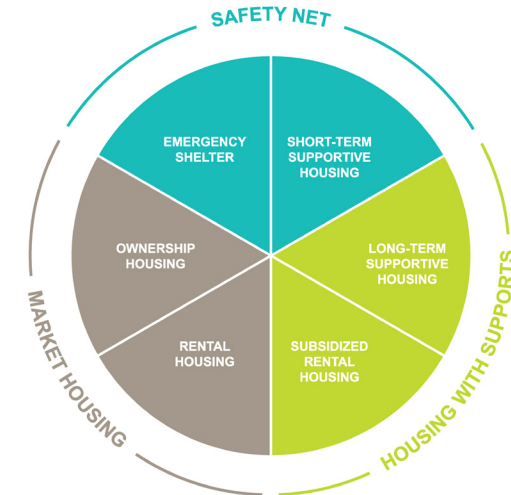 SAFETY NET
EMERGENCY
SHELTER
SHORT-TERM
SUPPORTIVE
HOUSING
OWNERSHIP
HOUSING
LONG-TERM
SUPPORTIVE
HOUSING
RENTAL
HOUSING
SUBSIDIZED
RENTAL
HOUSING
MARKET HOUSING
HOUSING WITH SUPPORTS